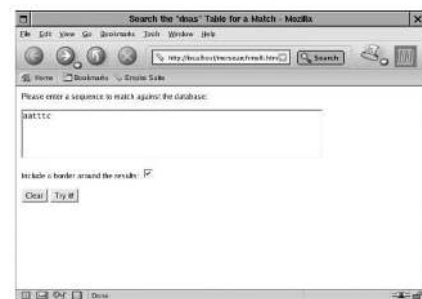 Search the "dnas" Table for a Match - Mozilla
File Edit View Go Bookmarks Tools Window Help
Search
Home Bookmarks
Please enter a sequence to match against the database:
aatttc
Include a border around the results:
Clear Try it!
Done